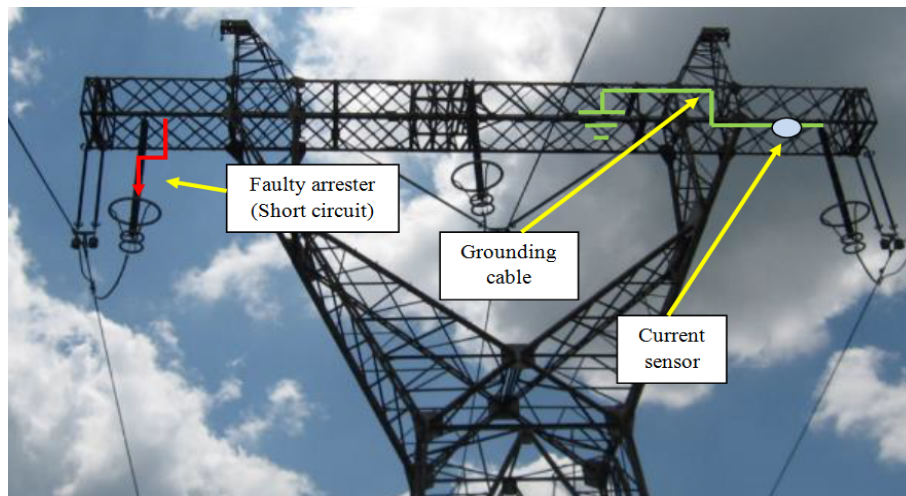 Faulty arrester
(Short circuit)
Grounding
cable
Current
sensor